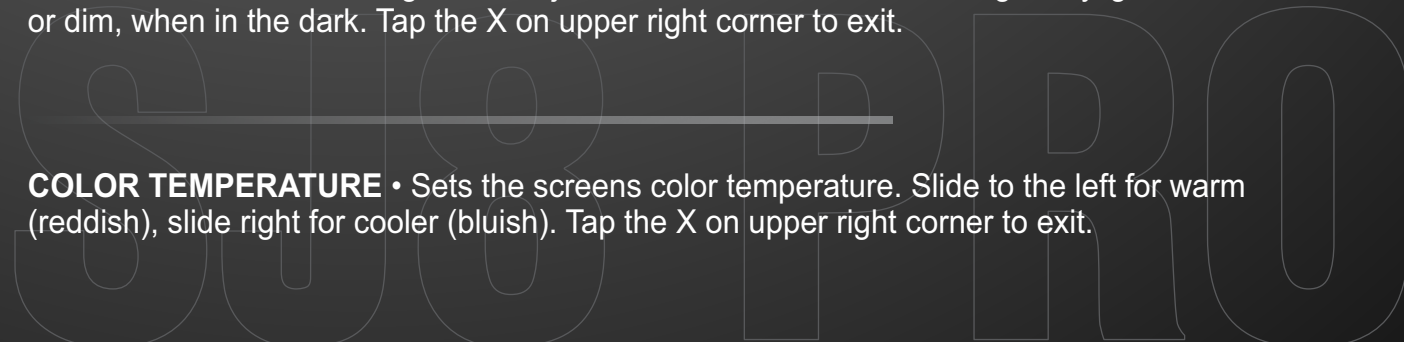 or dim, when in the dark. Tap the X on upper right corner to exit.
COLOR TEMPERATURE • Sets the screens color temperature. Slide to the left for warm
(reddish), slide right for cooler (bluish). Tap the X on upper right corner to exit.
SJ8 PRO